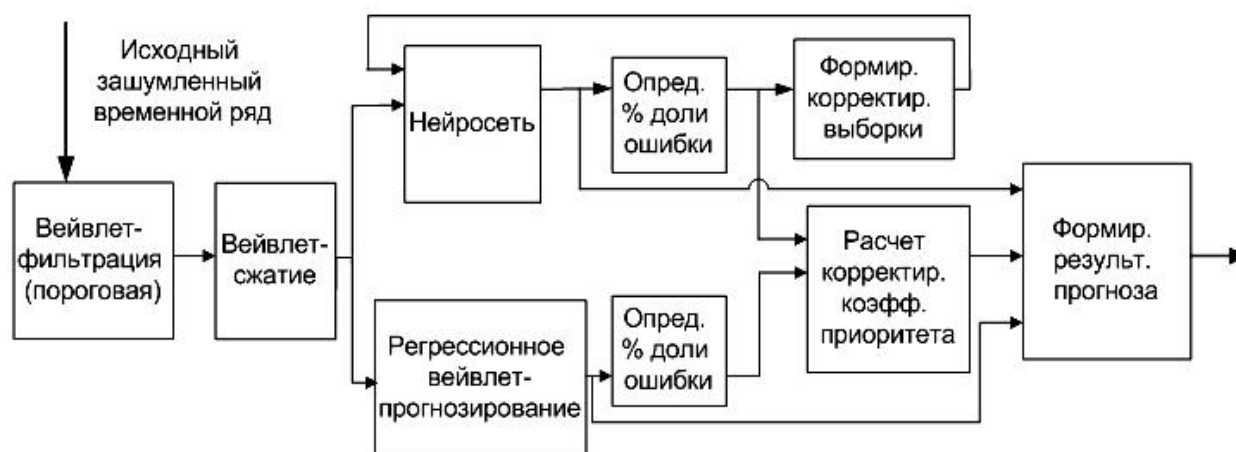 Исходный
зашумленный
временной ряд
Вейвлет-
фильтрация
(пороговая)
Вейвлет-
сжатие
Нейросеть
Опред.
% доли
ошибки
Формир.
корректир.
выборки
Регрессионное
вейвлет-
прогнозирование
Опред.
% доли
ошибки
Расчет
корректир.
коэфф.
приоритета
Формир.
результ.
прогноза